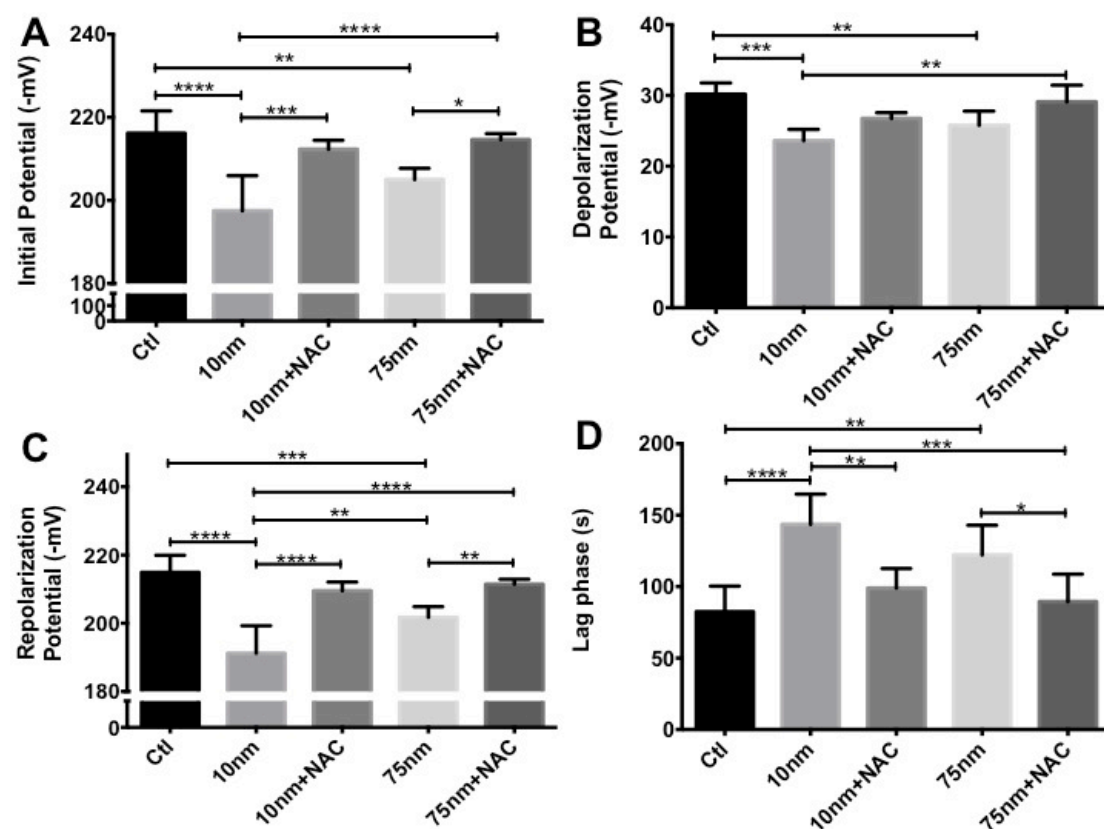 A
Initial Potential (-mV)
240
220
200
180
100
0
****
**
****
***
*
Ctl
10nm
10nm+NAC
75nm
75nm+NAC
B
Depolarization
Potential (-mV)
40
30
20
10
0
**
***
**
Ctl
10nm
10nm+NAC
75nm
75nm+NAC
C
Repolarization
Potential (-mV)
240
220
200
180
0
***
****
**
****
****
**
Ctl
10nm
10nm+NAC
75nm
75nm+NAC
D
Lag phase (s)
200
150
100
50
0
**
***
****
**
*
Ctl
10nm
10nm+NAC
75nm
75nm+NAC